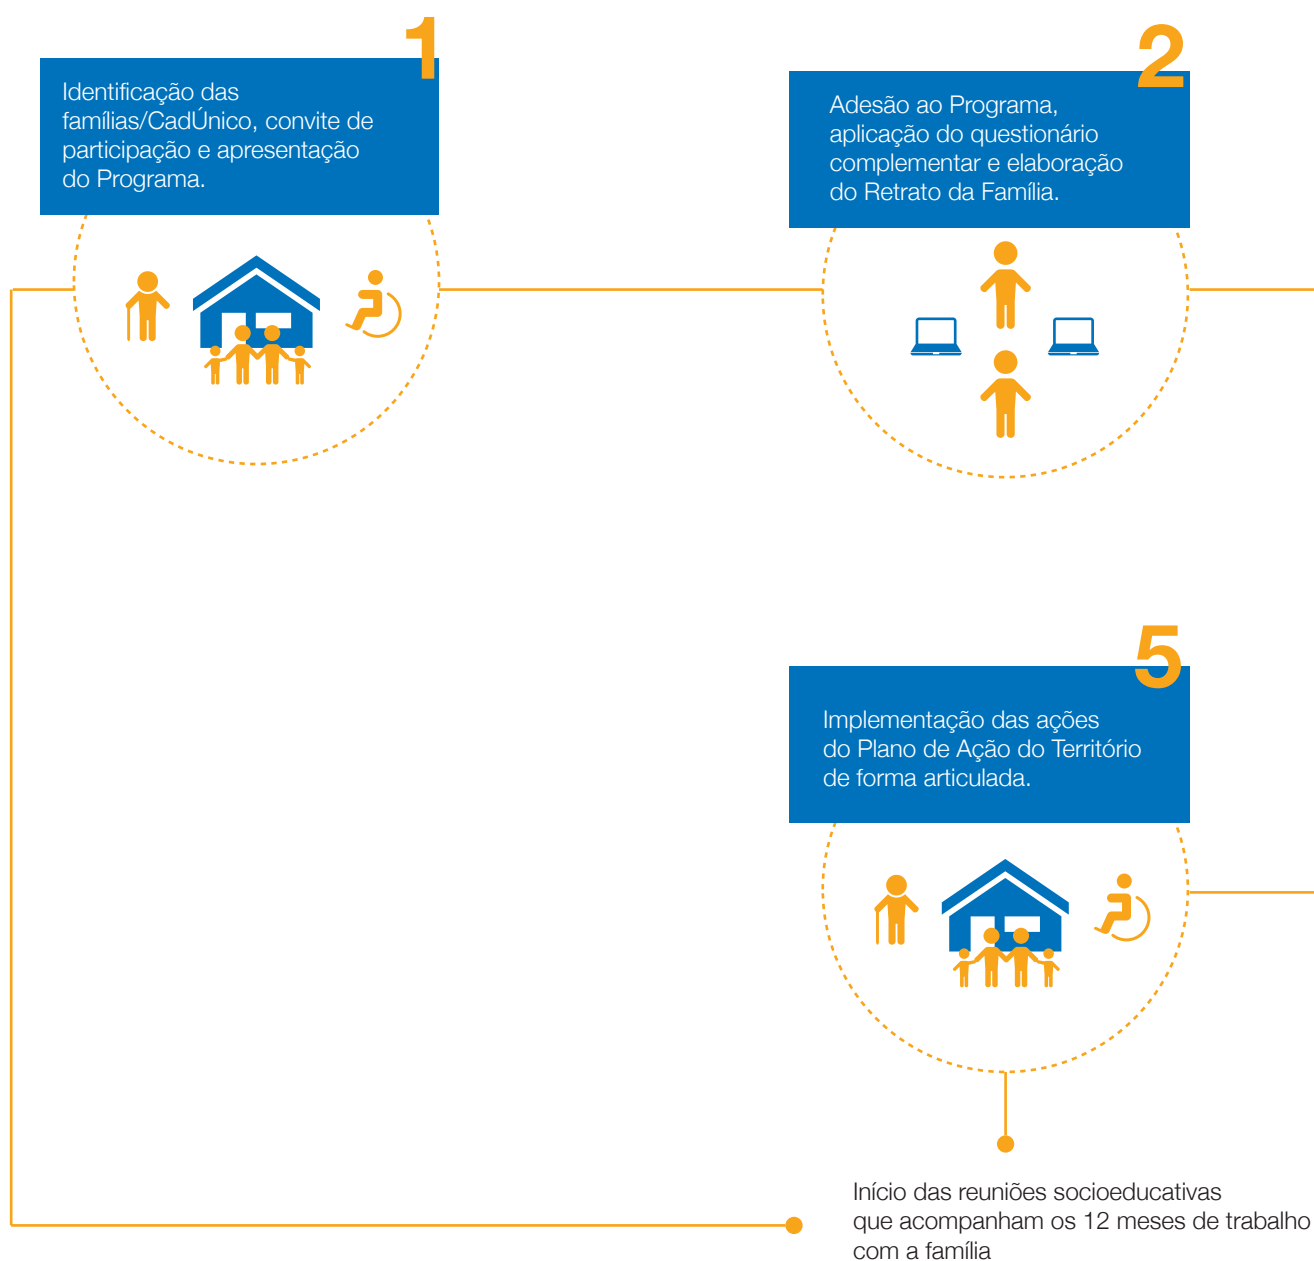 1
Identificação das
famílias/CadÚnico, convite de
participação e apresentação
do Programa.
2
Adesão ao Programa,
aplicação do questionário
complementar e elaboração
do Retrato da Família.
5
Implementação das ações
do Plano de Ação do Território
de forma articulada.
Início das reuniões socioeducativas
que acompanham os 12 meses de trabalho
com a família